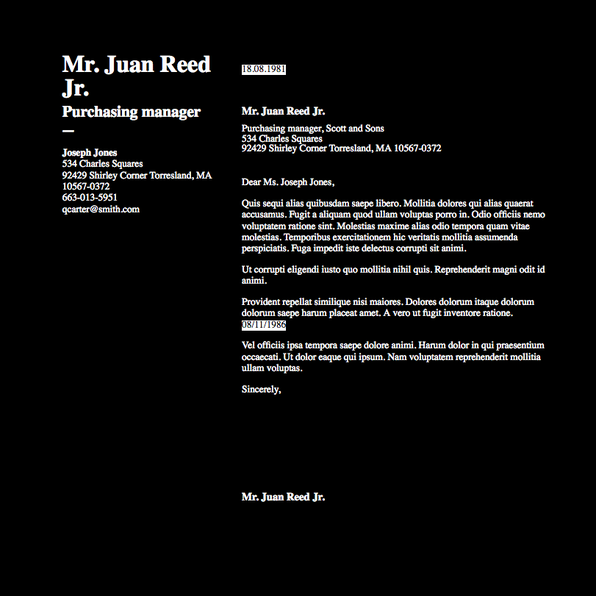 Mr. Juan Reed
Jr.
Purchasing manager
—
Joseph Jones
534 Charles Squares
92429 Shirley Corner Torresland, MA
10567-0372
663-013-5951
qcarter@smith.com
18.08.1981
Mr. Juan Reed Jr.
Purchasing manager, Scott and Sons
534 Charles Squares
92429 Shirley Corner Torresland, MA 10567-0372
Dear Ms. Joseph Jones,
Quis sequi alias quibusdam saepe libero. Mollitia dolores qui alias quaerat
accusamus. Fugit a aliquam quod ullam voluptas porro in. Odio officiis nemo
voluptatem ratione sint. Molestias maxime alias odio tempora quam vitae
molestias. Temporibus exercitationem hic veritatis mollitia assumenda
perspiciatis. Fuga impedit iste delectus corrupti sit animi.
Ut corrupti eligendi iusto quo mollitia nihil quis. Reprehenderit magni odit id
animi.
Provident repellat similique nisi maiores. Dolores dolorum itaque dolorum
dolorum saepe harum placeat amet. A vero ut fugit inventore ratione.
08/11/1986
Vel officiis ipsa tempora saepe dolore animi. Harum dolor in qui praesentium
occaecati. Ut dolor eaque qui ipsum. Nam voluptatem reprehenderit mollitia
ullam voluptas.
Sincerely,
Mr. Juan Reed Jr.